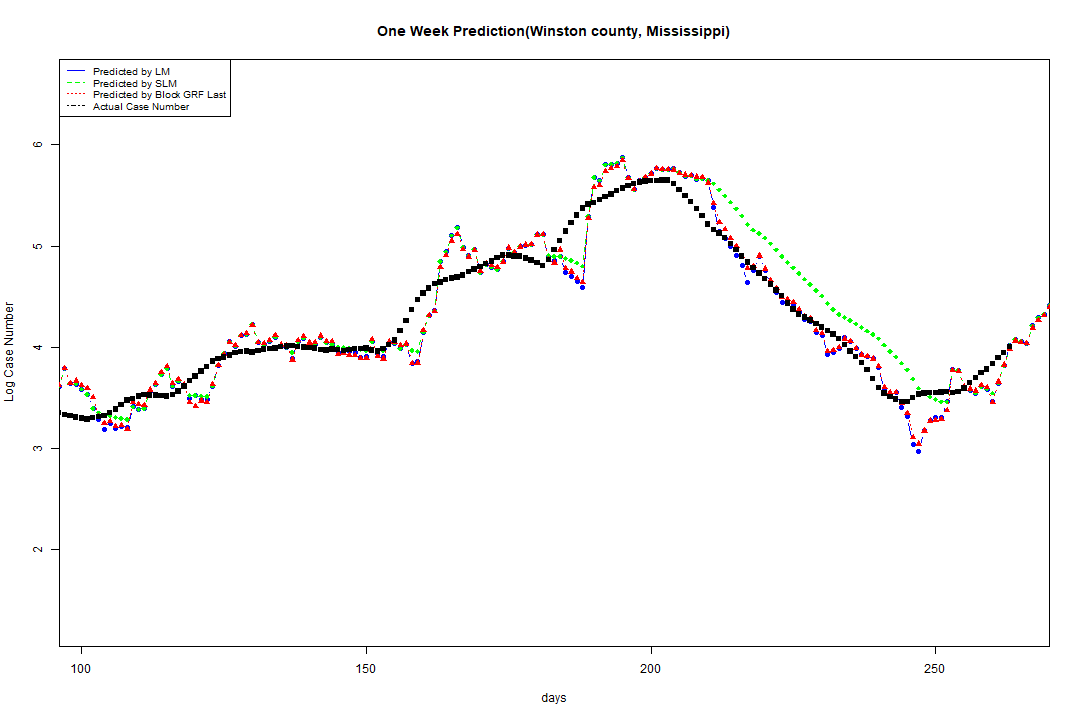 One Week Prediction(Winston county, Mississippi)
Predicted by LM
Predicted by SLM
Predicted by Block GRF Last
Actual Case Number
6
5
4
3
2
Log Case Number
100 150 200 250
days